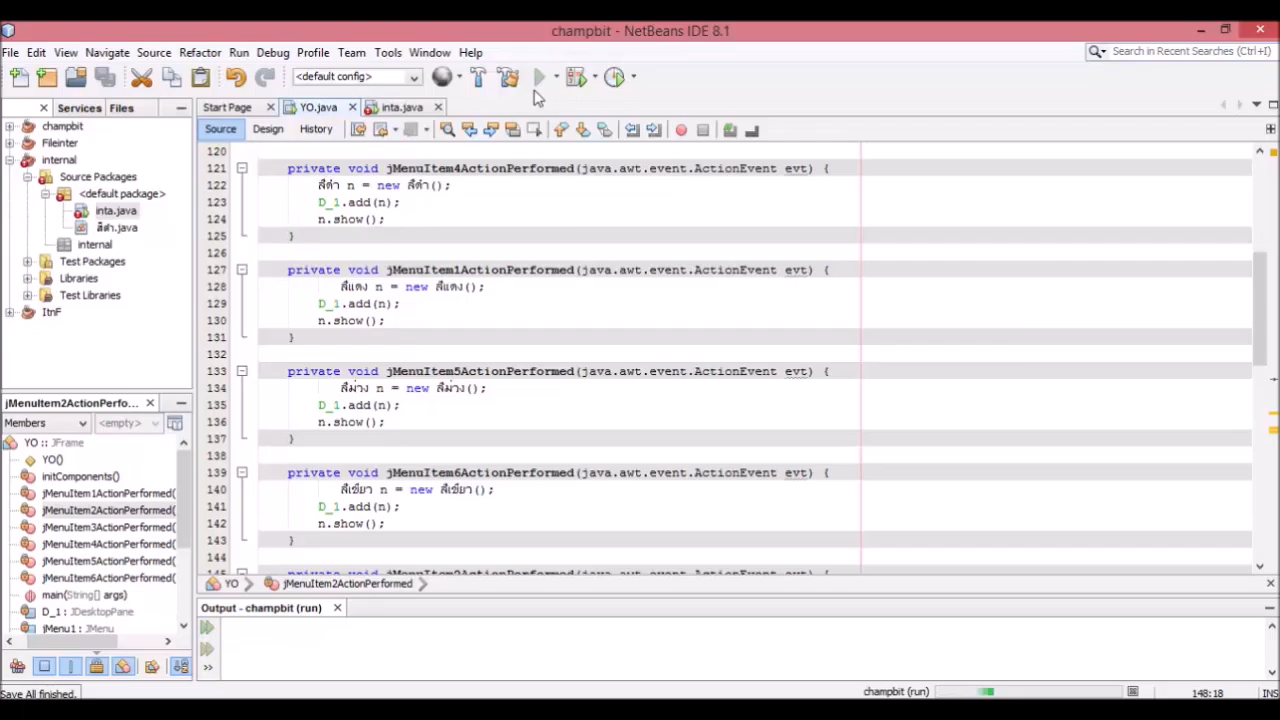 champbit - NetBeans IDE 8.1
File Edit View Navigate Source Refactor Run Debug Profile Team Tools Window Help
Search in Recent Searches (Ctrl+I)
<default config>
Services Files
Start Page YO.java inta.java
Source Design History
champbit
Fileinter
internal
Source Packages
<default package>
inta.java
สีดำ.java
internal
Test Packages
Libraries
Test Libraries
ItnF
120
121 private void jMenuItem4ActionPerformed(java.awt.event.ActionEvent evt) {
122 สีดำ n = new สีดำ();
123 D_1.add(n);
124 n.show();
125 }
126
127 private void jMenuItem1ActionPerformed(java.awt.event.ActionEvent evt) {
128 สีแดง n = new สีแดง();
129 D_1.add(n);
130 n.show();
131 }
132
133 private void jMenuItem5ActionPerformed(java.awt.event.ActionEvent evt) {
134 สีม่วง n = new สีม่วง();
135 D_1.add(n);
136 n.show();
137 }
138
139 private void jMenuItem6ActionPerformed(java.awt.event.ActionEvent evt) {
140 สีเขียว n = new สีเขียว();
141 D_1.add(n);
142 n.show();
143 }
144
145 private void jMenuItem2ActionPerformed(java.awt.event.ActionEvent evt) {
jMenuItem2ActionPerfo...
Members <empty>
YO :: JFrame
YO()
initComponents()
jMenuItem1ActionPerformed(
jMenuItem2ActionPerformed(
jMenuItem3ActionPerformed(
jMenuItem4ActionPerformed(
jMenuItem5ActionPerformed(
jMenuItem6ActionPerformed(
main(String[] args)
D_1 : JDesktopPane
jMenu1 : JMenu
YO jMenuItem2ActionPerformed
Output - champbit (run)
Save All finished.
champbit (run)
148:18
INS